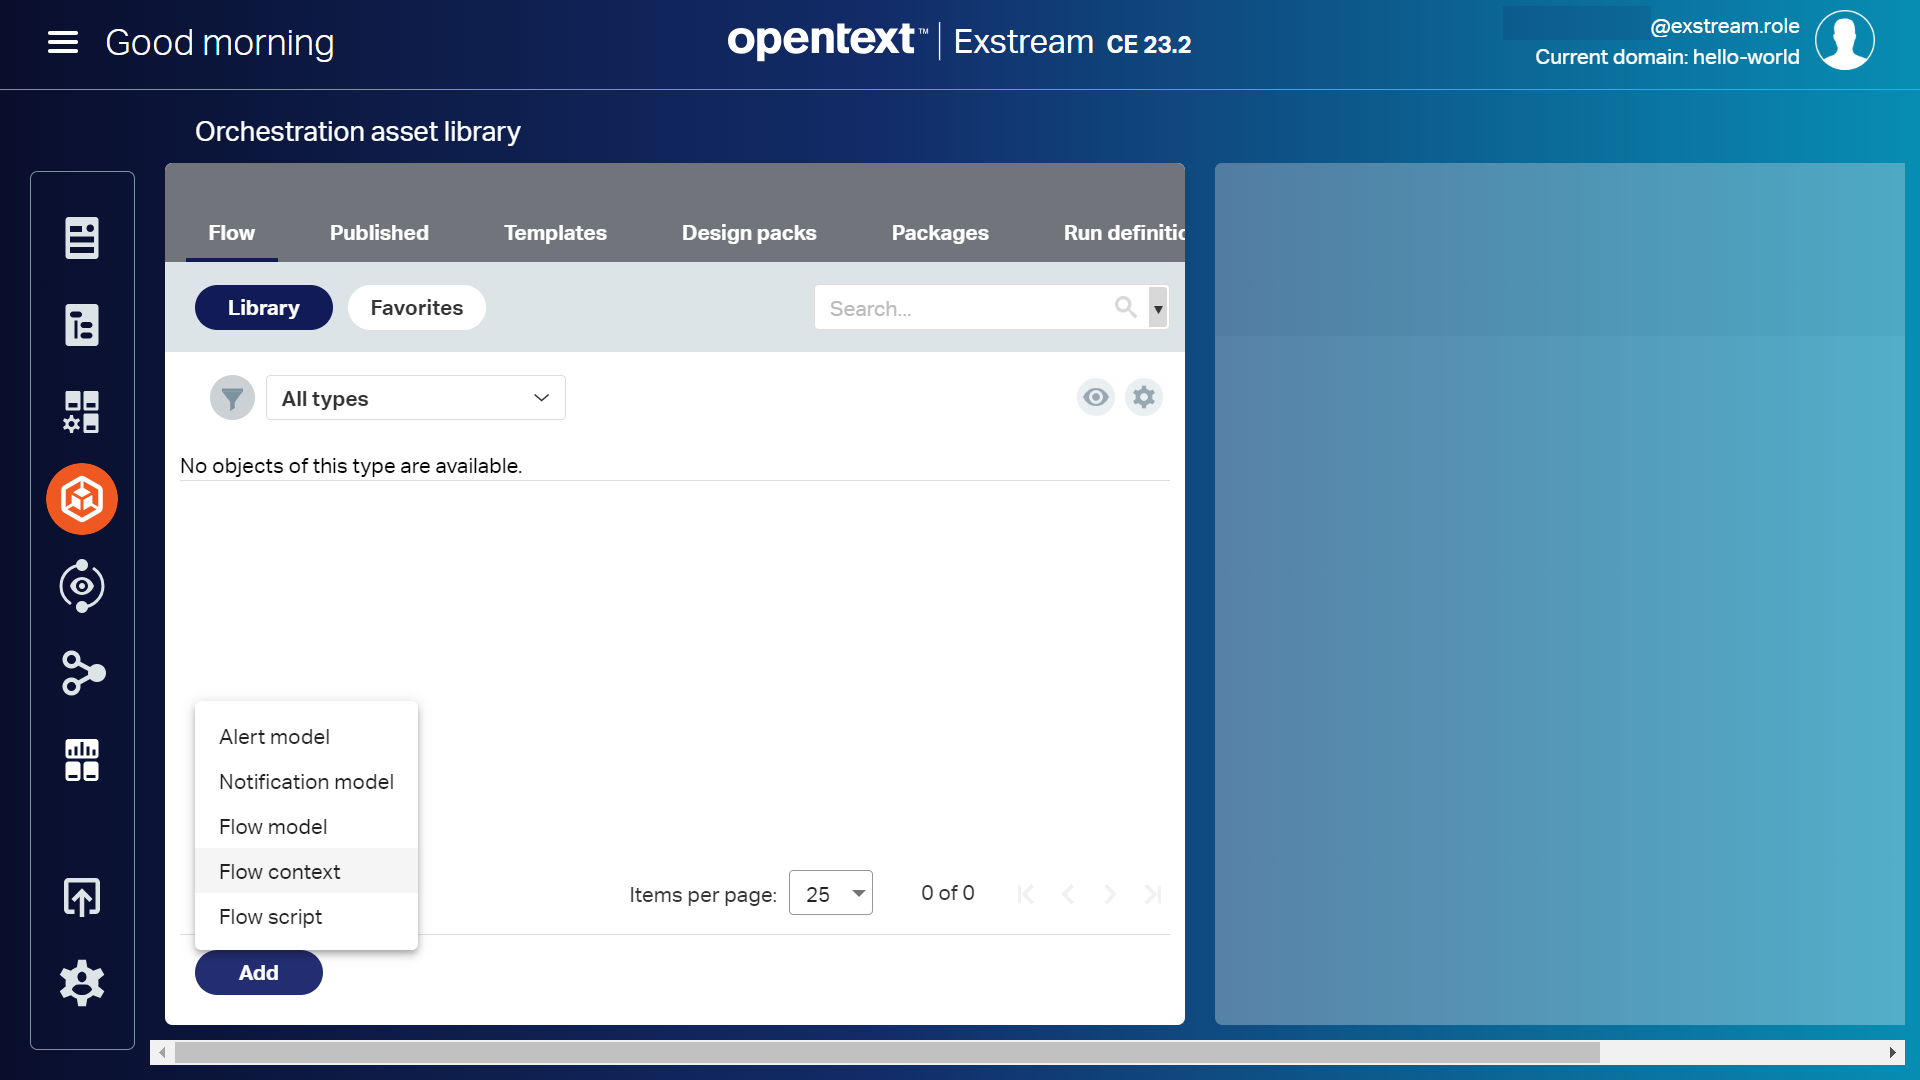 Good morning
opentext™ Exstream CE 23.2
@exstream.role
Current domain: hello-world
Orchestration asset library
Flow Published Templates Design packs Packages Run definitio
Library Favorites Search...
All types
No objects of this type are available.
Alert model
Notification model
Flow model
Flow context
Flow script
Items per page: 25 0 of 0
Add